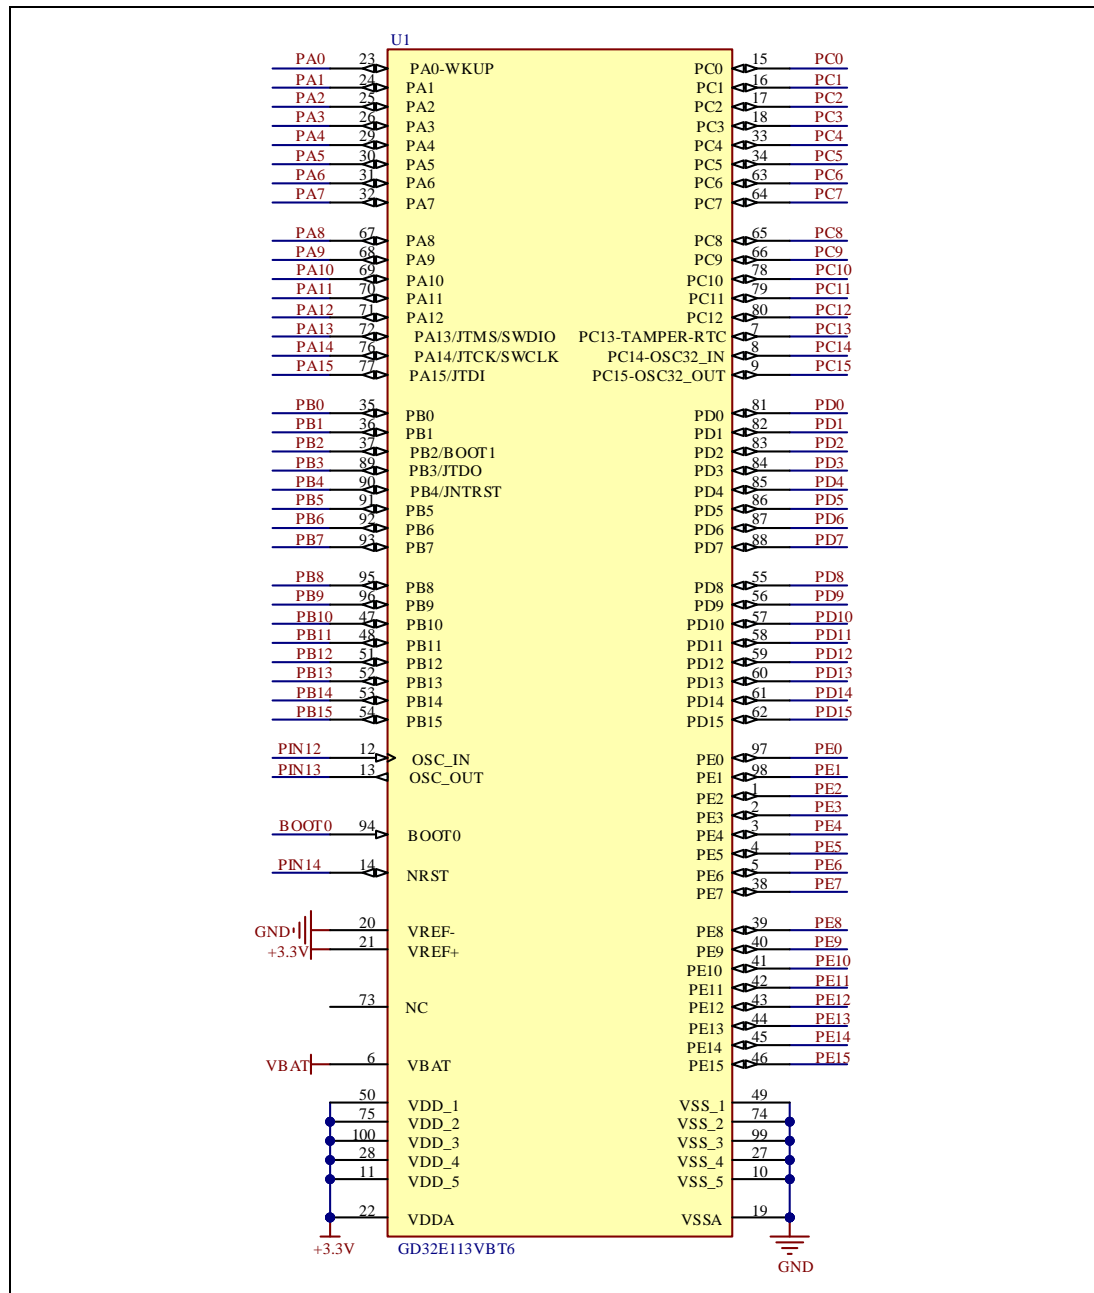 U1
PA0 23 PA0-WKUP PC0 15 PC0
PA1 24 PA1 PC1 16 PC1
PA2 25 PA2 PC2 17 PC2
PA3 26 PA3 PC3 18 PC3
PA4 29 PA4 PC4 33 PC4
PA5 30 PA5 PC5 34 PC5
PA6 31 PA6 PC6 63 PC6
PA7 32 PA7 PC7 64 PC7
PA8 67 PA8 PC8 65 PC8
PA9 68 PA9 PC9 66 PC9
PA10 69 PA10 PC10 78 PC10
PA11 70 PA11 PC11 79 PC11
PA12 71 PA12 PC12 80 PC12
PA13 72 PA13/JTMS/SWDIO PC13-TAMPER-RTC 7 PC13
PA14 76 PA14/JTCK/SWCLK PC14-OSC32_IN 8 PC14
PA15 77 PA15/JTDI PC15-OSC32_OUT 9 PC15
PB0 35 PB0 PD0 81 PD0
PB1 36 PB1 PD1 82 PD1
PB2 37 PB2/BOOT1 PD2 83 PD2
PB3 89 PB3/JTDO PD3 84 PD3
PB4 90 PB4/JNTRST PD4 85 PD4
PB5 91 PB5 PD5 86 PD5
PB6 92 PB6 PD6 87 PD6
PB7 93 PB7 PD7 88 PD7
PB8 95 PB8 PD8 55 PD8
PB9 96 PB9 PD9 56 PD9
PB10 47 PB10 PD10 57 PD10
PB11 48 PB11 PD11 58 PD11
PB12 51 PB12 PD12 59 PD12
PB13 52 PB13 PD13 60 PD13
PB14 53 PB14 PD14 61 PD14
PB15 54 PB15 PD15 62 PD15
PIN12 12 OSC_IN PE0 97 PE0
PIN13 13 OSC_OUT PE1 98 PE1
PE2 1 PE2
PE3 2 PE3
BOOT0 94 BOOT0 PE4 3 PE4
PE5 4 PE5
PIN14 14 NRST PE6 5 PE6
PE7 38 PE7
GND 20 VREF- PE8 39 PE8
+3.3V 21 VREF+ PE9 40 PE9
PE10 41 PE10
PE11 42 PE11
73 NC PE12 43 PE12
PE13 44 PE13
PE14 45 PE14
VBAT 6 VBAT PE15 46 PE15
50 VDD_1 VSS_1 49
75 VDD_2 VSS_2 74
100 VDD_3 VSS_3 99
28 VDD_4 VSS_4 27
11 VDD_5 VSS_5 10
22 VDDA VSSA 19
+3.3V GD32E113VBT6
GND